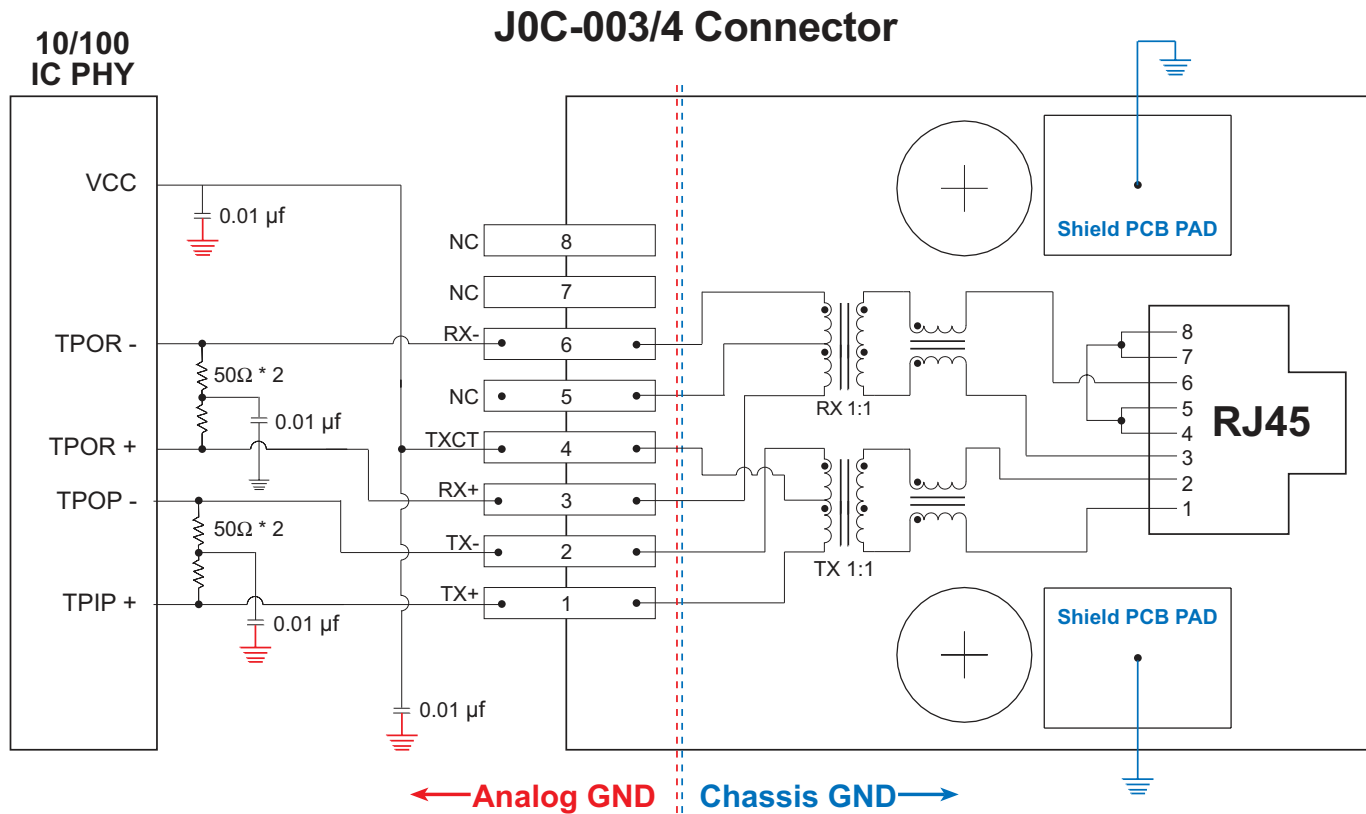 J0C-003/4 Connector
10/100
IC PHY
VCC
0.01 µf
Shield PCB PAD
NC
8
NC
7
TPOR -
RX-
6
50Ω * 2
0.01 µf
NC
5
RX 1:1
TPOR +
TXCT
4
TPOP -
RX+
3
50Ω * 2
TX-
2
TX 1:1
TPIP +
TX+
1
0.01 µf
0.01 µf
8
7
6
5
4
3
2
1
RJ45
Shield PCB PAD
Analog GND
Chassis GND